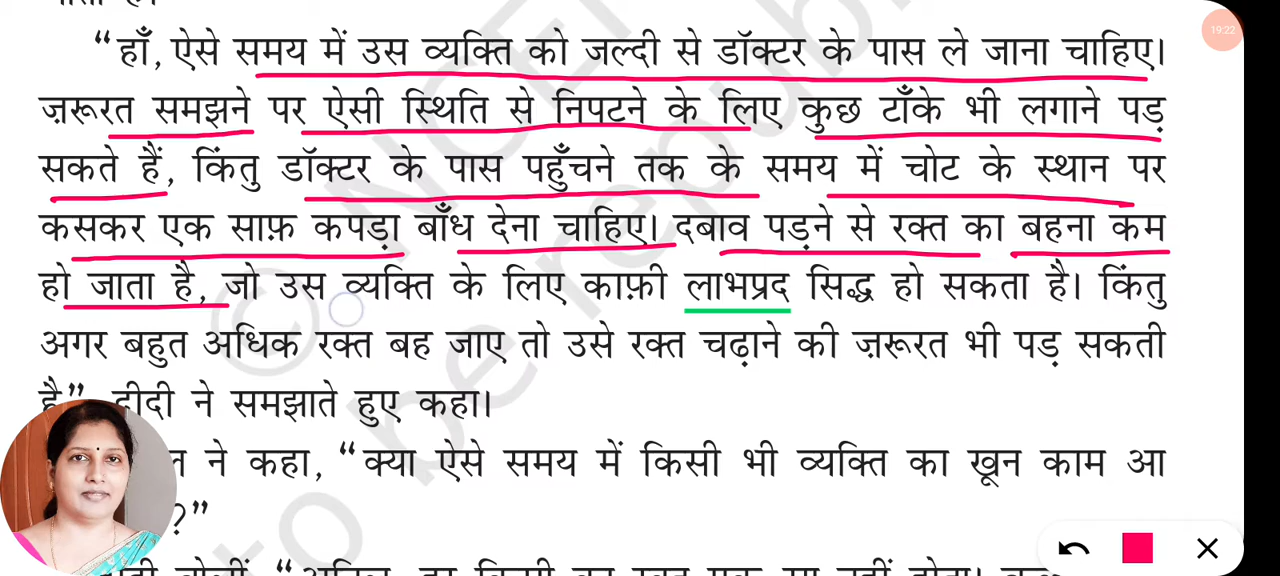 “हाँ, ऐसे समय में उस व्यक्ति को जल्दी से डॉक्टर के पास ले जाना चाहिए।
ज़रूरत समझने पर ऐसी स्थिति से निपटने के लिए कुछ टाँके भी लगाने पड़
सकते हैं, किंतु डॉक्टर के पास पहुँचने तक के समय में चोट के स्थान पर
कसकर एक साफ़ कपड़ा बाँध देना चाहिए। दबाव पड़ने से रक्त का बहना कम
हो जाता है, जो उस व्यक्ति के लिए काफ़ी लाभप्रद सिद्ध हो सकता है। किंतु
अगर बहुत अधिक रक्त बह जाए तो उसे रक्त चढ़ाने की ज़रूरत भी पड़ सकती
है” दीदी ने समझाते हुए कहा।
ने कहा, “क्या ऐसे समय में किसी भी व्यक्ति का खून काम आ
?”
19:22